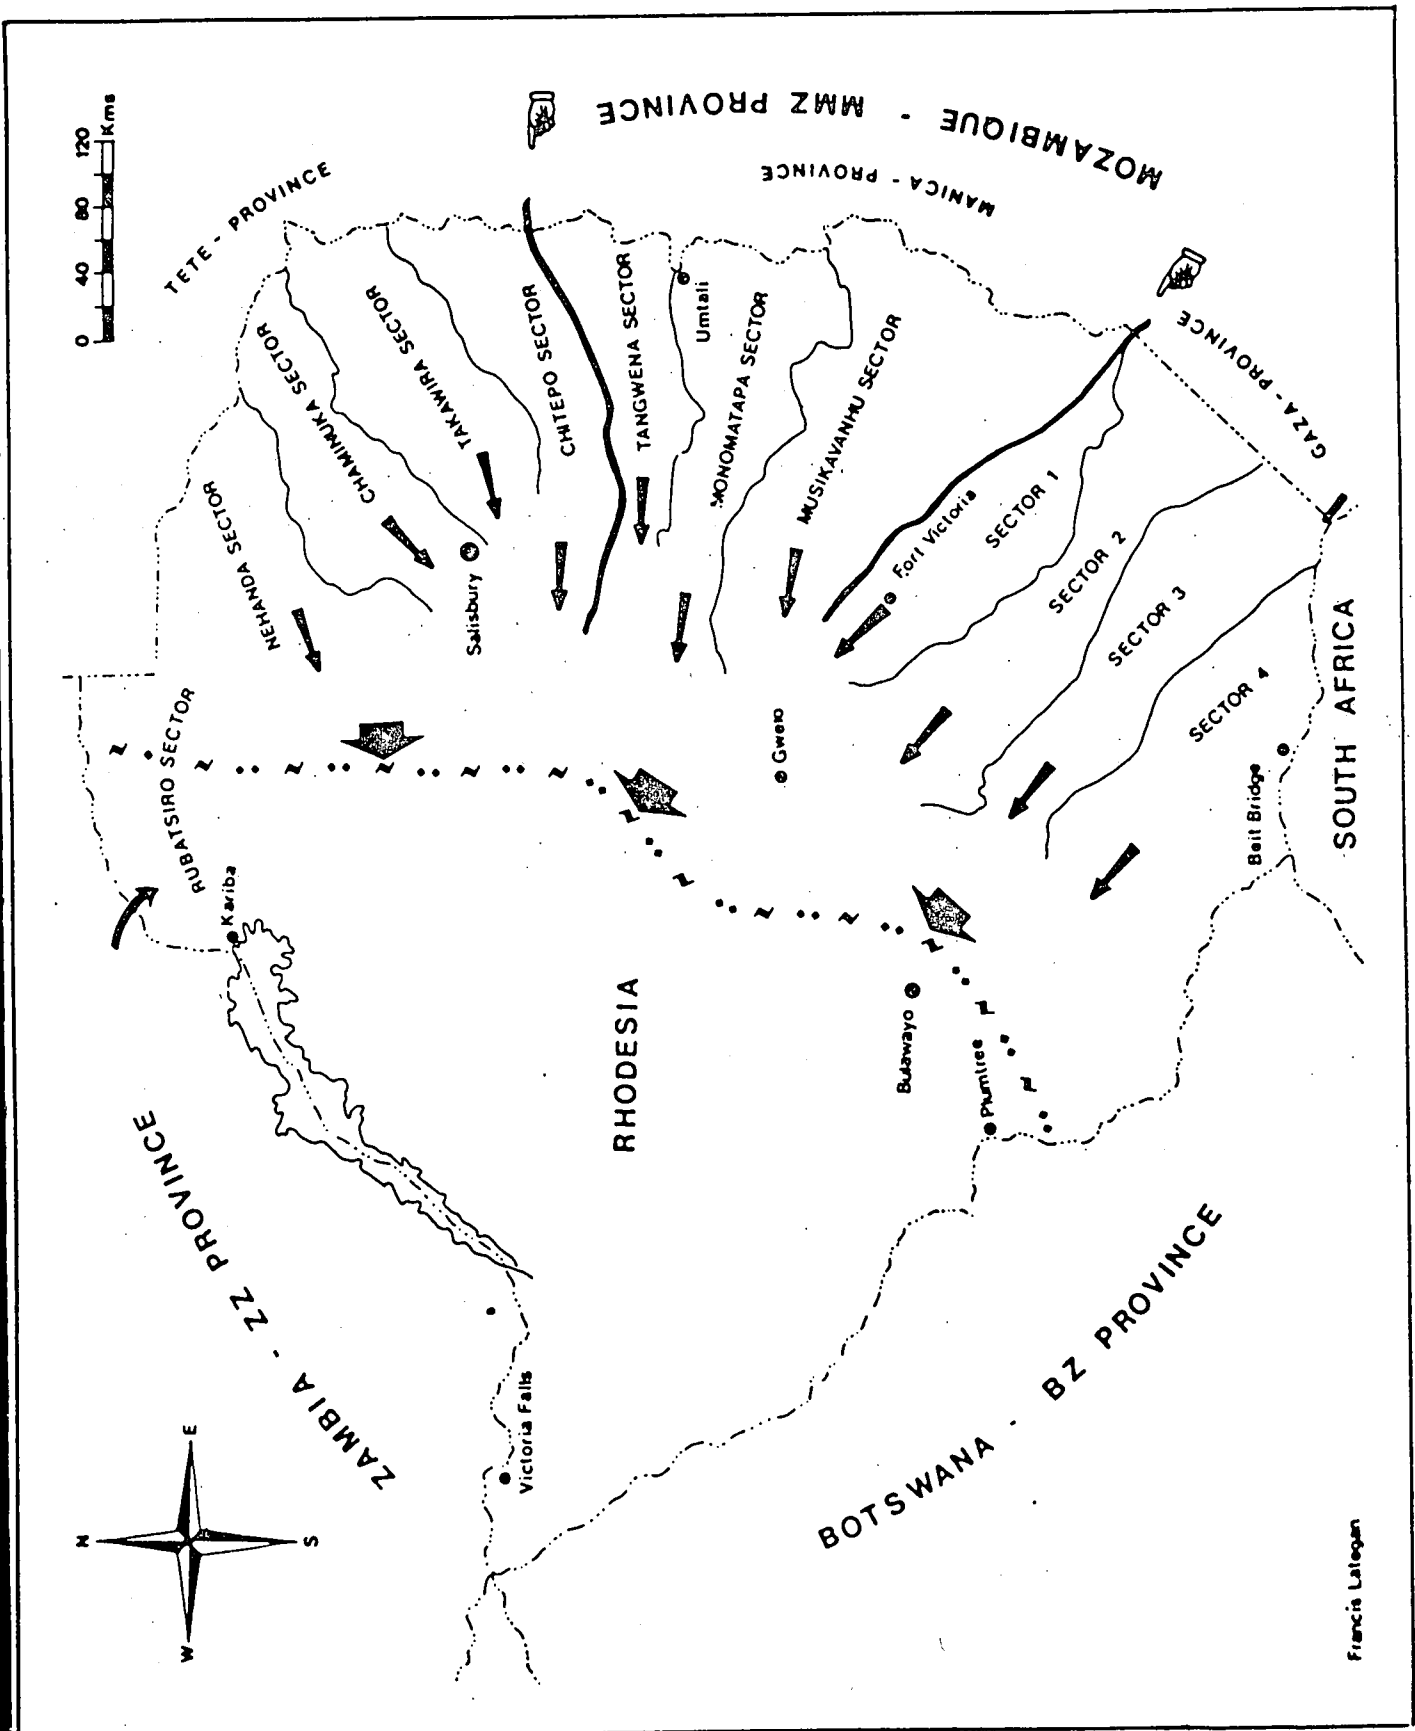 0 40 80 120
Kms
TETE - PROVINCE
MOZAMBIQUE - MMZ PROVINCE
MANICA - PROVINCE
GAZA - PROVINCE
NEHANDA SECTOR
CHAMINUKA SECTOR
TAKAWIRA SECTOR
CHITEPO SECTOR
TANGWENA SECTOR
Umtali
MONOMATAPA SECTOR
MUSIKAVANHU SECTOR
Salisbury
Fort Victoria
SECTOR 1
SECTOR 2
SECTOR 3
SECTOR 4
RUBATSIRO SECTOR
Kariba
Gwelo
Beit Bridge
SOUTH AFRICA
RHODESIA
Bulawayo
Plumtree
ZAMBIA - ZZ PROVINCE
Victoria Falls
BOTSWANA - BZ PROVINCE
N
E
S
W
Francis Lategan